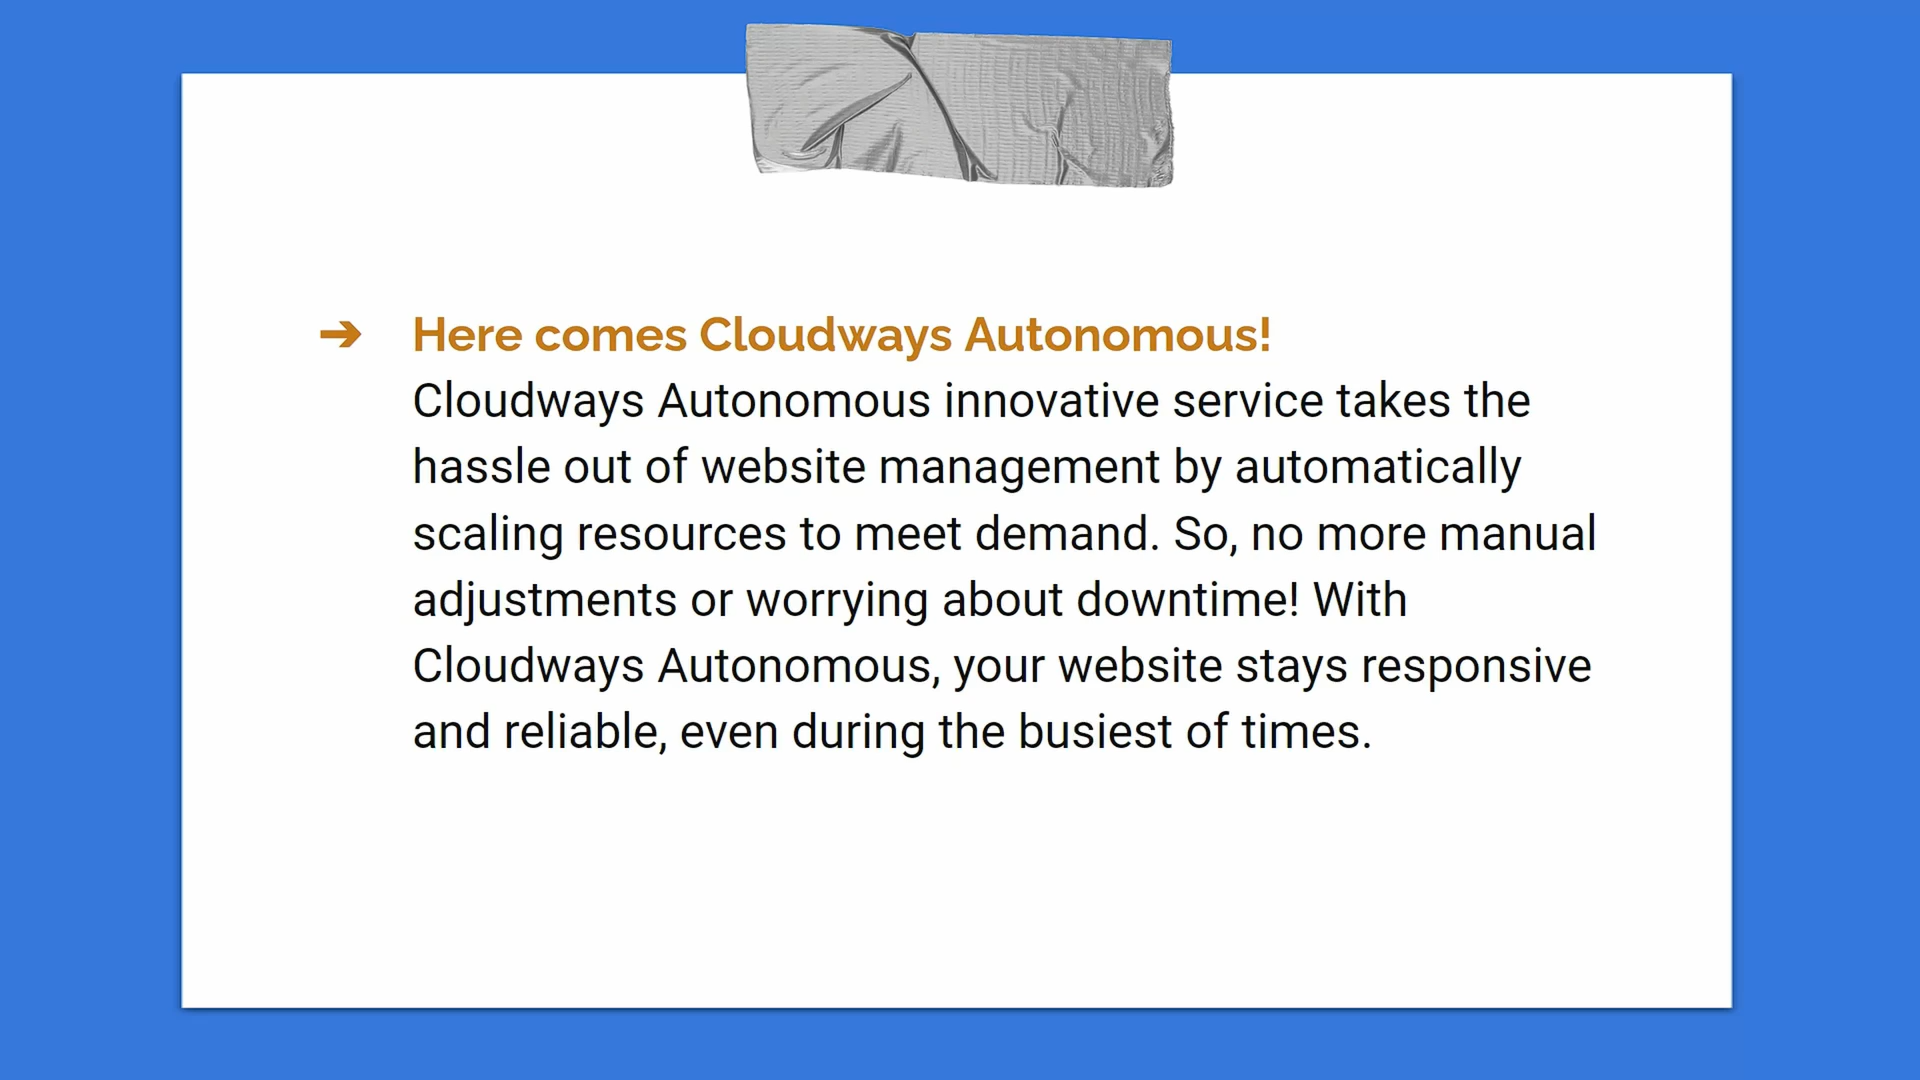 ➔ Here comes Cloudways Autonomous!
Cloudways Autonomous innovative service takes the
hassle out of website management by automatically
scaling resources to meet demand. So, no more manual
adjustments or worrying about downtime! With
Cloudways Autonomous, your website stays responsive
and reliable, even during the busiest of times.